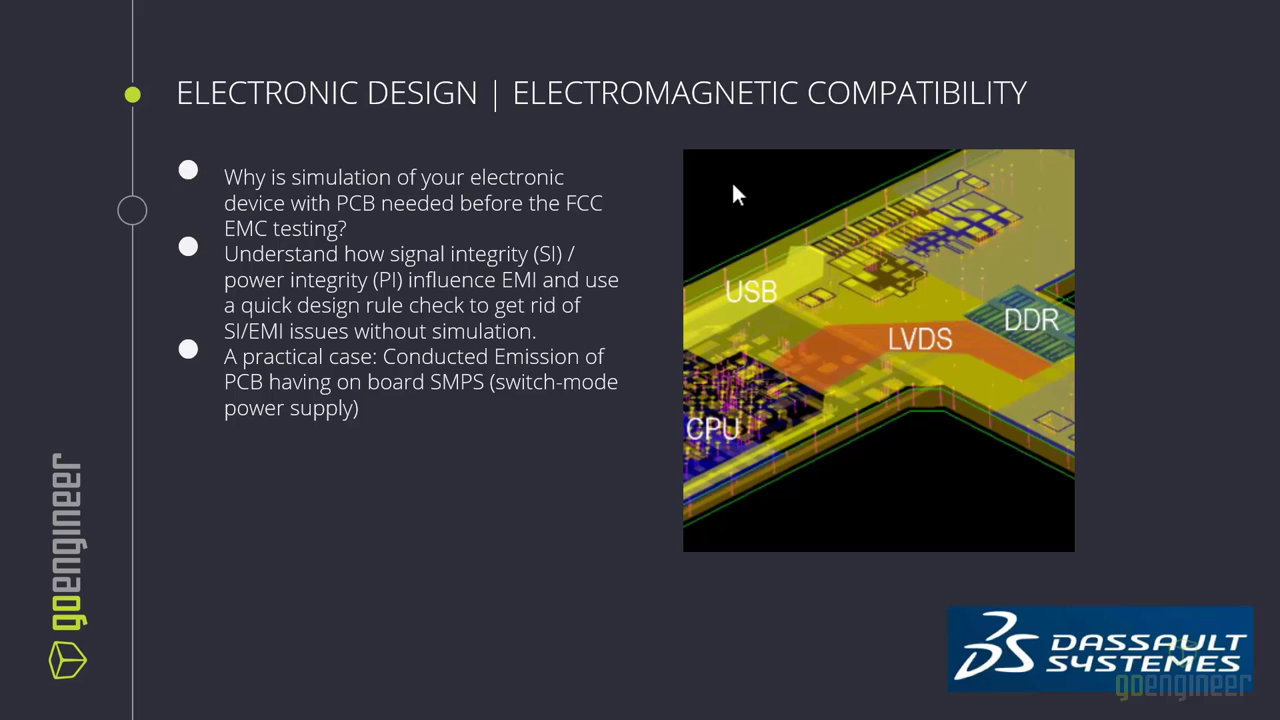 ELECTRONIC DESIGN | ELECTROMAGNETIC COMPATIBILITY
Why is simulation of your electronic
device with PCB needed before the FCC
EMC testing?
Understand how signal integrity (SI) /
power integrity (PI) influence EMI and use
a quick design rule check to get rid of
SI/EMI issues without simulation.
A practical case: Conducted Emission of
PCB having on board SMPS (switch-mode
power supply)
USB
DDR
LVDS
CPU
goengineer
DASSAULT
SYSTEMES
goengineer